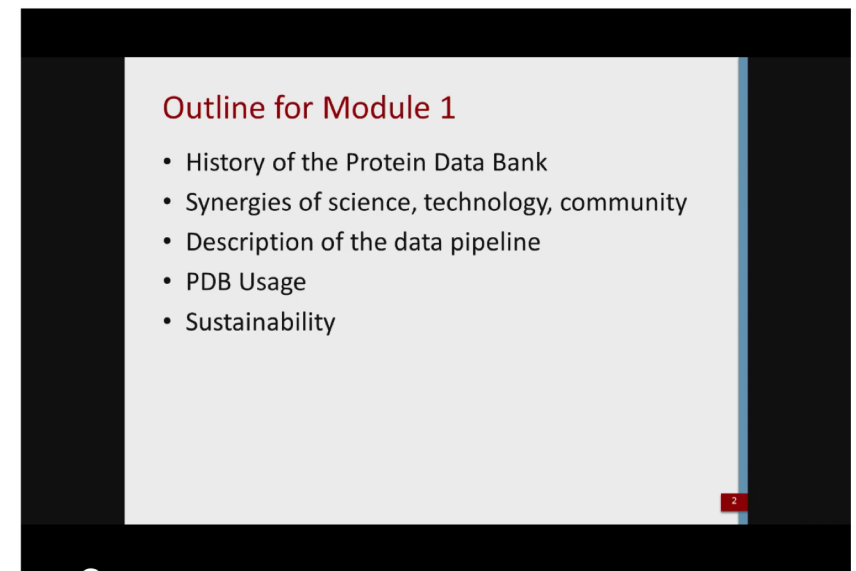 Outline for Module 1
• History of the Protein Data Bank
• Synergies of science, technology, community
• Description of the data pipeline
• PDB Usage
• Sustainability
2